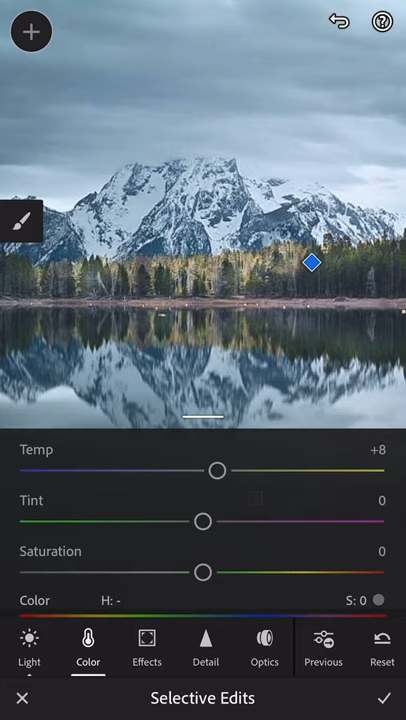 Temp +8
Tint 0
Saturation 0
Color H: - S: 0
Light Color Effects Detail Optics Previous Reset
Selective Edits